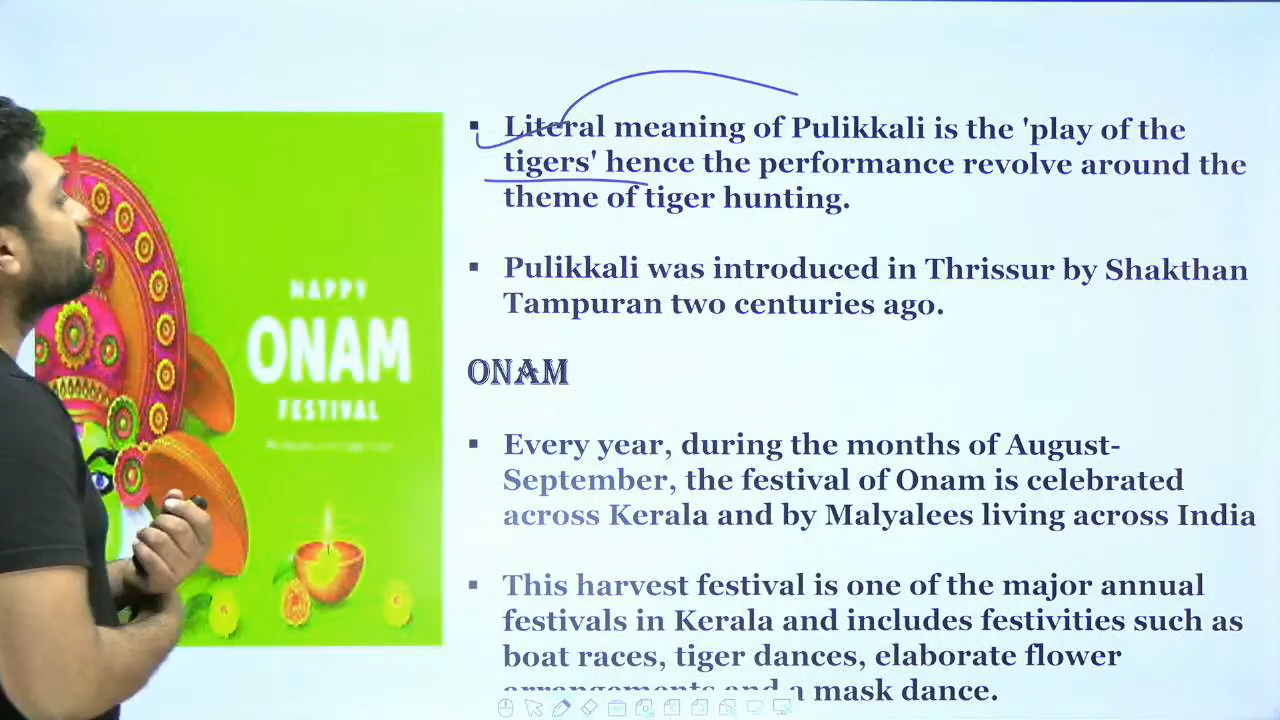 ▪ Literal meaning of Pulikkali is the 'play of the
tigers' hence the performance revolve around the
theme of tiger hunting.
▪ Pulikkali was introduced in Thrissur by Shakthan
Tampuran two centuries ago.
ONAM
▪ Every year, during the months of August-
September, the festival of Onam is celebrated
across Kerala and by Malyalees living across India
▪ This harvest festival is one of the major annual
festivals in Kerala and includes festivities such as
boat races, tiger dances, elaborate flower
arrangements and a mask dance.
HAPPY
ONAM
FESTIVAL